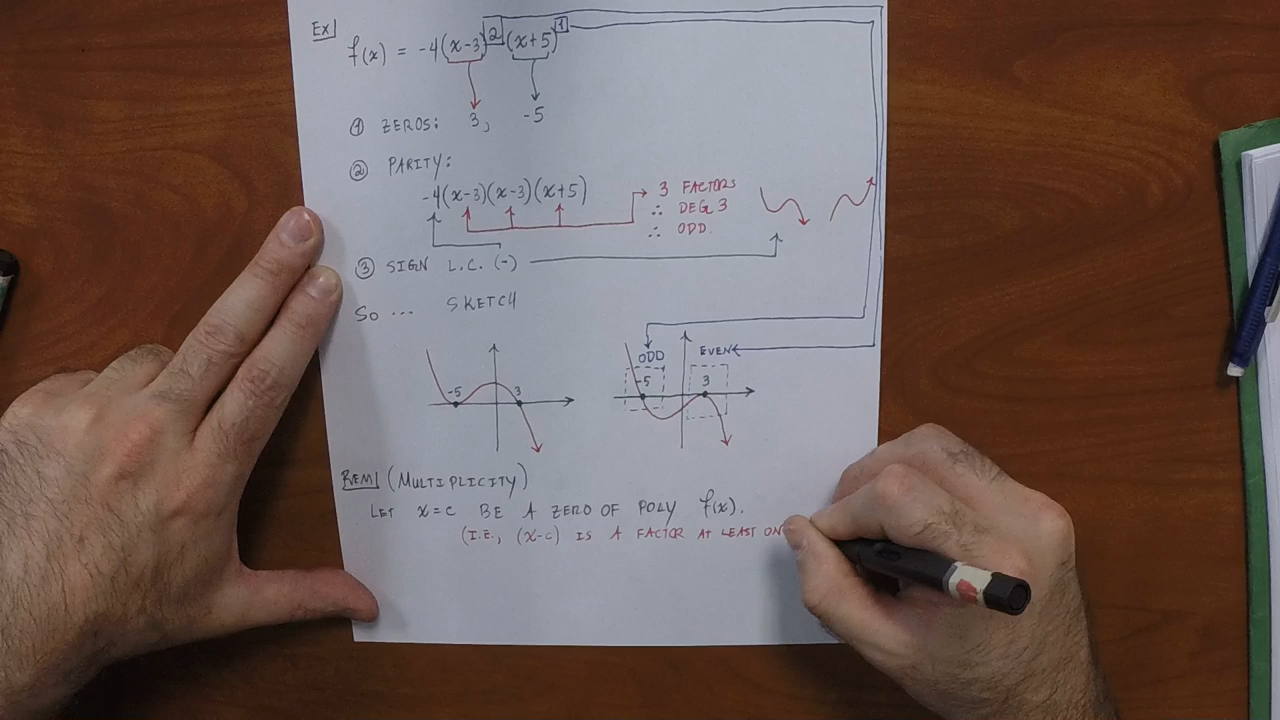 Ex
f(x) = -4(x-3)²(x+5)¹
① ZEROS: 3, -5
② PARITY:
-4(x-3)(x-3)(x+5)
3 FACTORS
∴ DEG 3
∴ ODD.
③ SIGN L.C. (-)
So ... SKETCH
-5 3
ODD EVEN
-5 3
REM (MULTIPLICITY)
LET x=c BE A ZERO OF POLY f(x).
(I.E., (x-c) IS A FACTOR AT LEAST